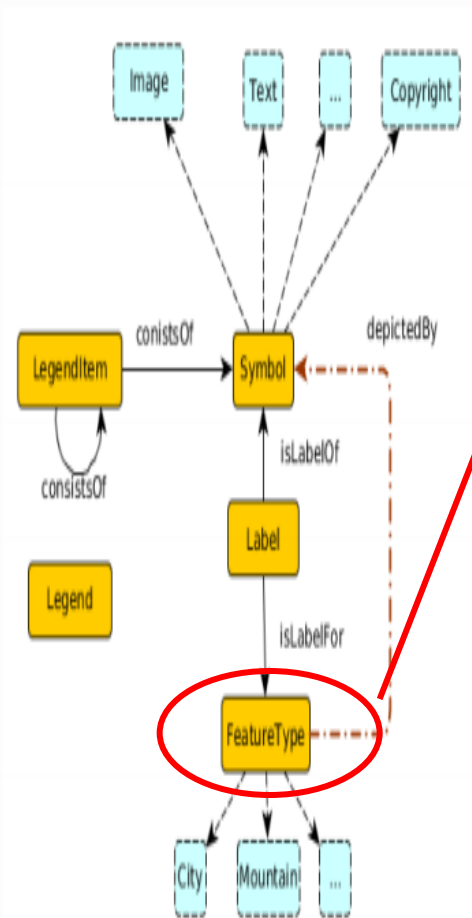 Image
Text
...
Copyright
conistsOf
depictedBy
LegendItem
Symbol
isLabelOf
consistsOf
Label
Legend
isLabelFor
FeatureType
City
Mountain
...